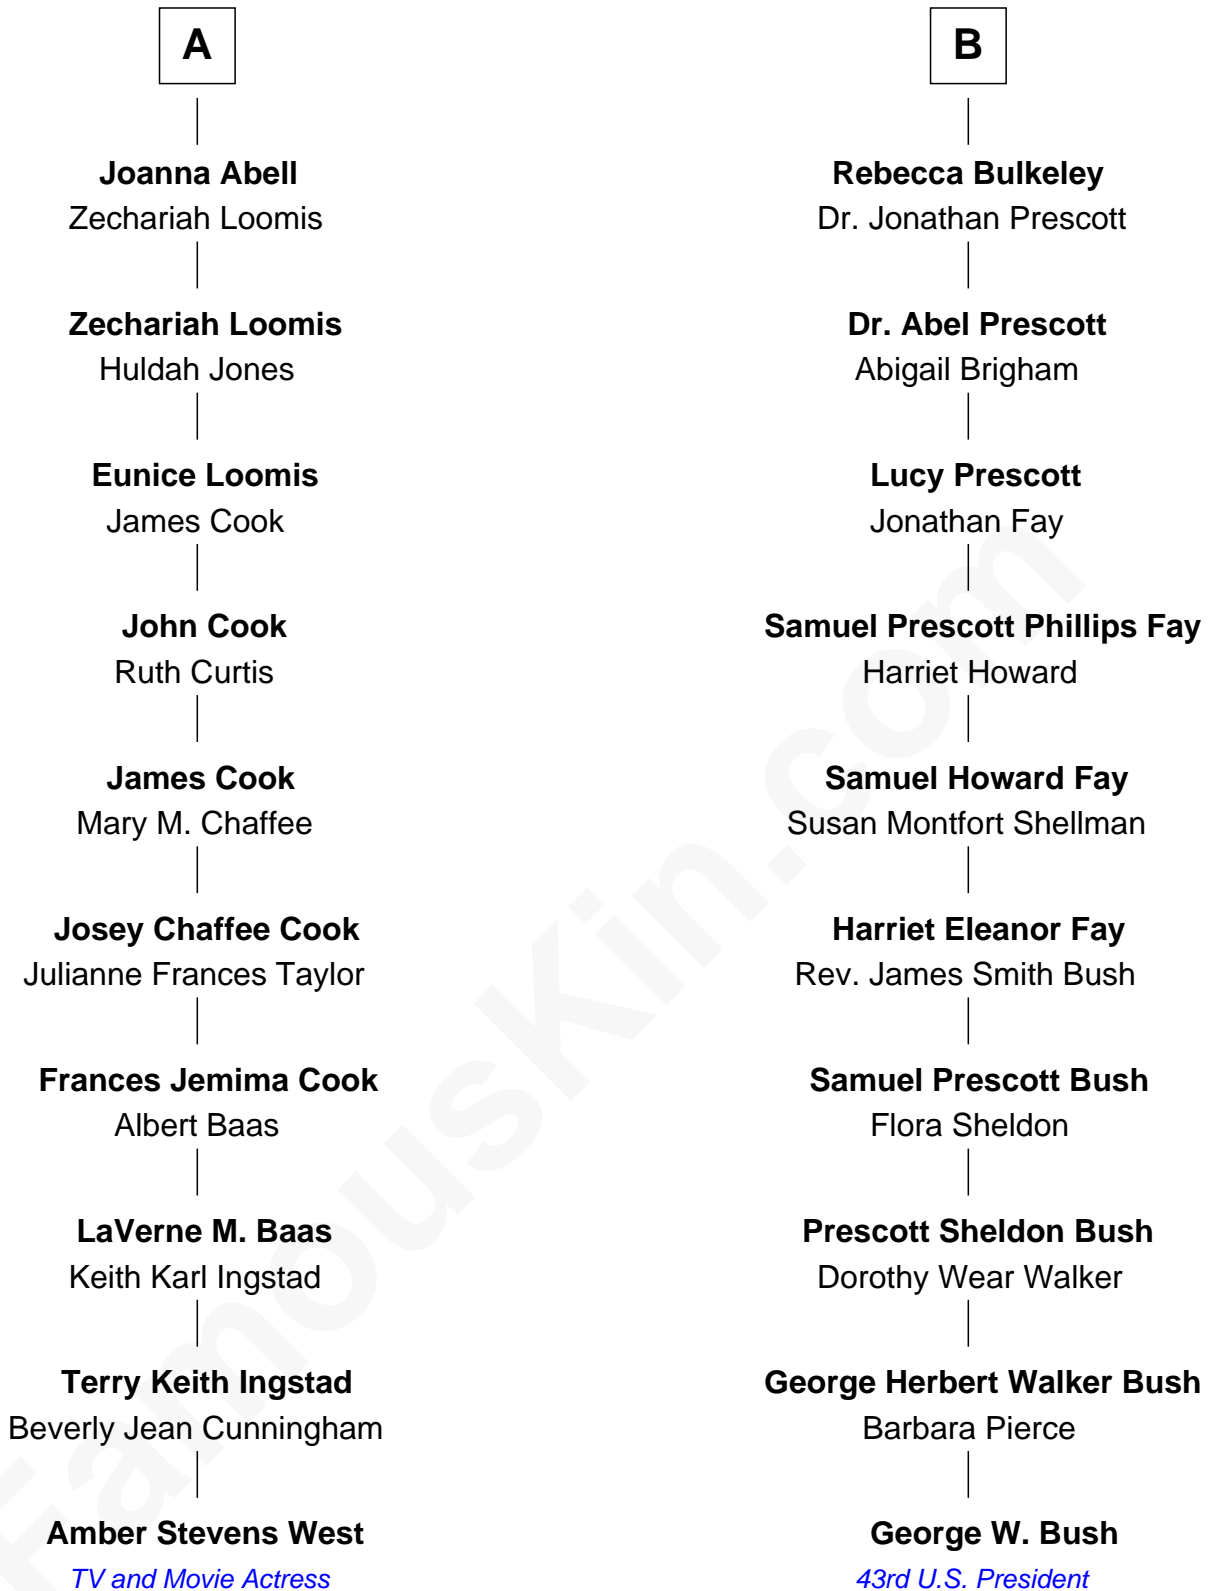 A
Joanna Abell
Zechariah Loomis
Zechariah Loomis
Huldah Jones
Eunice Loomis
James Cook
John Cook
Ruth Curtis
James Cook
Mary M. Chaffee
Josey Chaffee Cook
Julianne Frances Taylor
Frances Jemima Cook
Albert Baas
LaVerne M. Baas
Keith Karl Ingstad
Terry Keith Ingstad
Beverly Jean Cunningham
Amber Stevens West
TV and Movie Actress
B
Rebecca Bulkeley
Dr. Jonathan Prescott
Dr. Abel Prescott
Abigail Brigham
Lucy Prescott
Jonathan Fay
Samuel Prescott Phillips Fay
Harriet Howard
Samuel Howard Fay
Susan Montfort Shellman
Harriet Eleanor Fay
Rev. James Smith Bush
Samuel Prescott Bush
Flora Sheldon
Prescott Sheldon Bush
Dorothy Wear Walker
George Herbert Walker Bush
Barbara Pierce
George W. Bush
43rd U.S. President
FamousKin.com